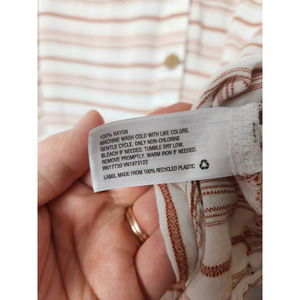 100% RAYON
MACHINE WASH COLD WITH LIKE COLORS.
GENTLE CYCLE. ONLY NON-CHLORINE
BLEACH IF NEEDED. TUMBLE DRY LOW.
REMOVE PROMPTLY. WARM IRON IF NEEDED.
RN17730 VN1973122
LABEL MADE FROM 100% RECYCLED PLASTIC